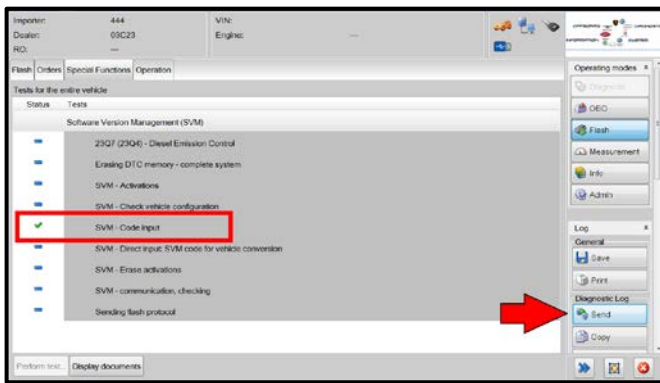 Importer: 444 VIN:
Dealer: 03C23 Engine: ---
RO: ---
Flash Orders Special Functions Operation
Tests for the entire vehicle
Status Tests
Software Version Management (SVM)
23Q7 (23Q4) - Diesel Emission Control
Erasing DTC memory - complete system
SVM - Activations
SVM - Check vehicle configuration
SVM - Code input
SVM - Direct input: SVM code for vehicle conversion
SVM - Erase activations
SVM - communication, checking
Sending flash protocol
Perform test... Display documents
Operating modes
Diagnosis
OBD
Flash
Measurement
Info
Admin
Log
General
Save
Print
Diagnostic Log
Send
Copy